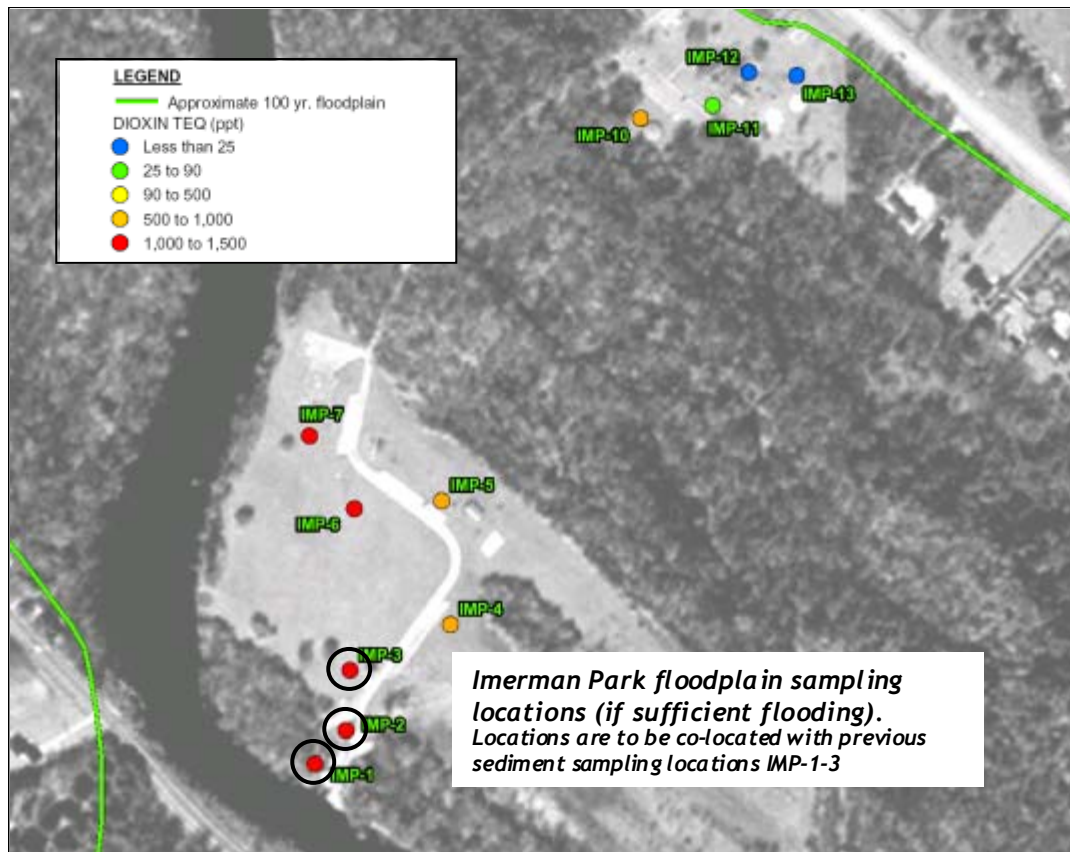 LEGEND
Approximate 100 yr. floodplain
DIOXIN TEQ (ppt)
Less than 25
25 to 90
90 to 500
500 to 1,000
1,000 to 1,500
IMP-12
IMP-13
IMP-10
IMP-11
IMP-7
IMP-5
IMP-6
IMP-4
IMP-3
IMP-2
IMP-1
Imerman Park floodplain sampling
locations (if sufficient flooding).
Locations are to be co-located with previous
sediment sampling locations IMP-1-3